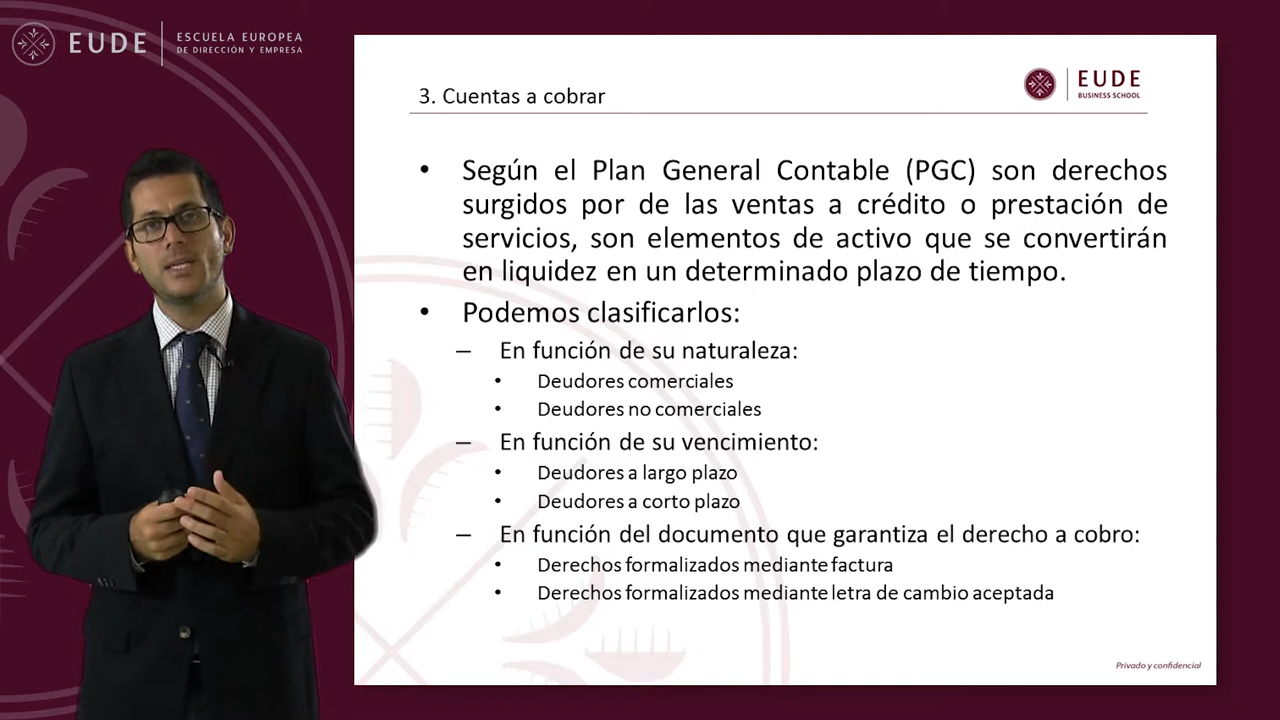 EUDE
ESCUELA EUROPEA
DE DIRECCIÓN Y EMPRESA
3. Cuentas a cobrar
EUDE
BUSINESS SCHOOL
• Según el Plan General Contable (PGC) son derechos
surgidos por de las ventas a crédito o prestación de
servicios, son elementos de activo que se convertirán
en liquidez en un determinado plazo de tiempo.
• Podemos clasificarlos:
– En función de su naturaleza:
• Deudores comerciales
• Deudores no comerciales
– En función de su vencimiento:
• Deudores a largo plazo
• Deudores a corto plazo
– En función del documento que garantiza el derecho a cobro:
• Derechos formalizados mediante factura
• Derechos formalizados mediante letra de cambio aceptada
Privado y confidencial